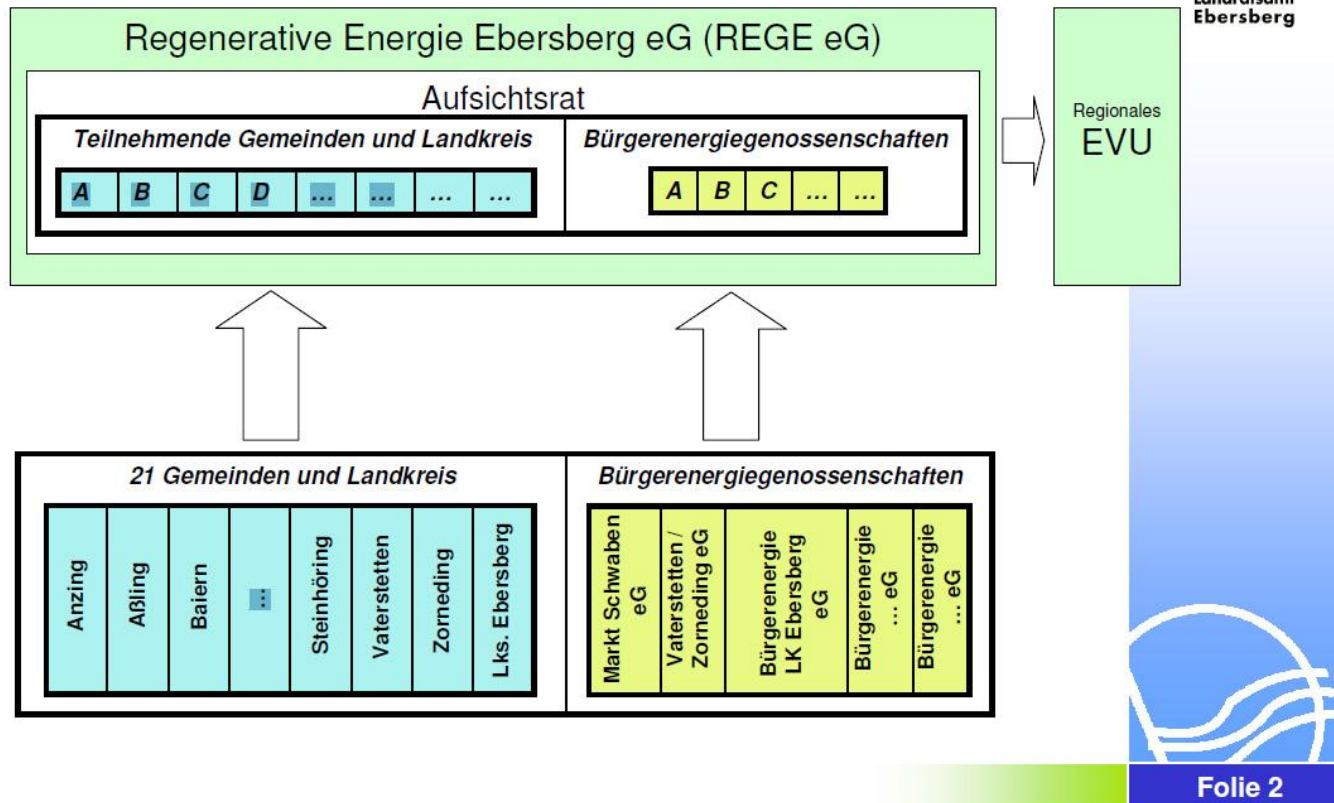 Ebersberg
Regenerative Energie Ebersberg eG (REGE eG)
Aufsichtsrat
Teilnehmende Gemeinden und Landkreis
A B C D ... ... ... ...
Bürgerenergiegenossenschaften
A B C ... ...
Regionales
EVU
21 Gemeinden und Landkreis
Anzing
Aßling
Baiern
...
Steinhöring
Vaterstetten
Zorneding
Lks. Ebersberg
Bürgerenergiegenossenschaften
Markt Schwaben
eG
Vaterstetten /
Zorneding eG
Bürgerenergie
LK Ebersberg
eG
Bürgerenergie
... eG
Bürgerenergie
... eG
Folie 2